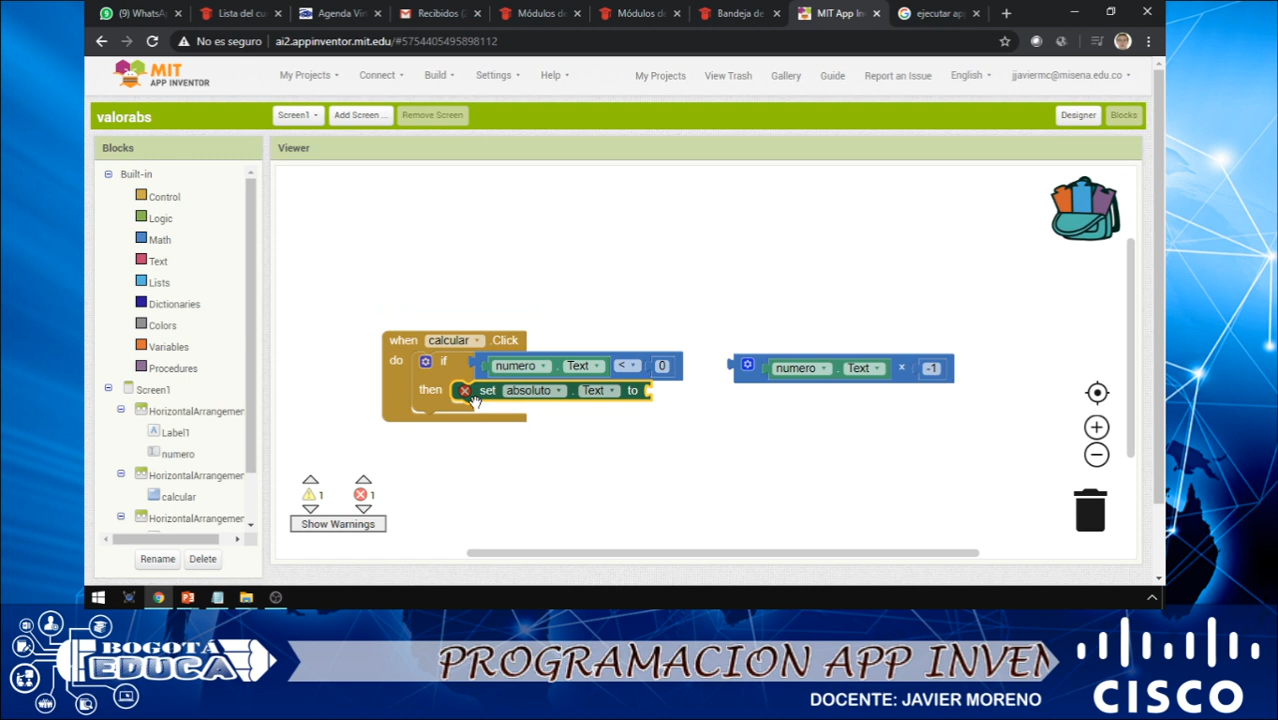 (9) WhatsA
Lista del cu
Agenda Virt
Recibidos (
Módulos de
Módulos de
Bandeja de
MIT App In
ejecutar ap
No es seguro
ai2.appinventor.mit.edu/#5754405495898112
MIT
APP INVENTOR
My Projects
Connect
Build
Settings
Help
My Projects
View Trash
Gallery
Guide
Report an Issue
English
jjaviermc@misena.edu.co
valorabs
Screen1
Add Screen ...
Remove Screen
Designer
Blocks
Blocks
Viewer
Built-in
Control
Logic
Math
Text
Lists
Dictionaries
Colors
Variables
Procedures
Screen1
HorizontalArrangemen
Label1
numero
HorizontalArrangemen
calcular
HorizontalArrangemen
Rename
Delete
when calcular .Click
do if numero . Text < 0
then set absoluto . Text to
numero . Text × -1
1
1
Show Warnings
BOGOTÁ
EDUCA
PROGRAMACION APP INVEN
DOCENTE: JAVIER MORENO
CISCO